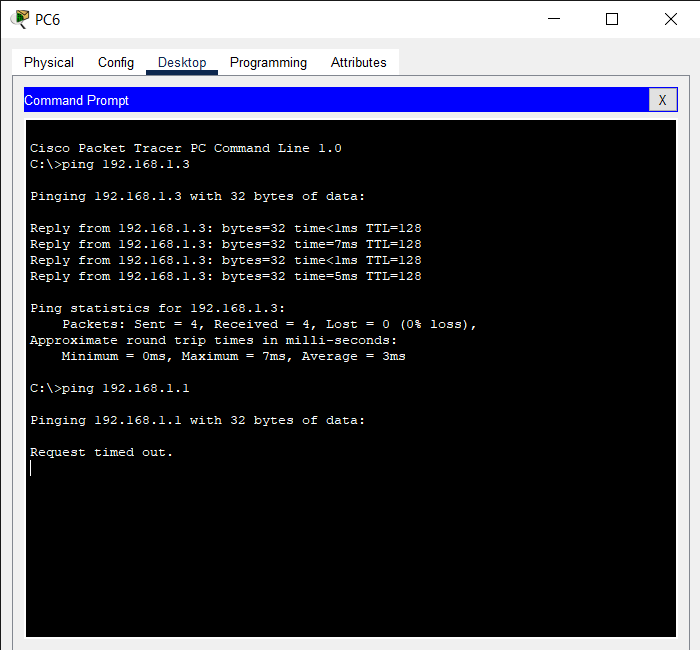 PC6
Physical Config Desktop Programming Attributes
Command Prompt X
Cisco Packet Tracer PC Command Line 1.0
C:\>ping 192.168.1.3
Pinging 192.168.1.3 with 32 bytes of data:
Reply from 192.168.1.3: bytes=32 time<1ms TTL=128
Reply from 192.168.1.3: bytes=32 time=7ms TTL=128
Reply from 192.168.1.3: bytes=32 time<1ms TTL=128
Reply from 192.168.1.3: bytes=32 time=5ms TTL=128
Ping statistics for 192.168.1.3:
Packets: Sent = 4, Received = 4, Lost = 0 (0% loss),
Approximate round trip times in milli-seconds:
Minimum = 0ms, Maximum = 7ms, Average = 3ms
C:\>ping 192.168.1.1
Pinging 192.168.1.1 with 32 bytes of data:
Request timed out.